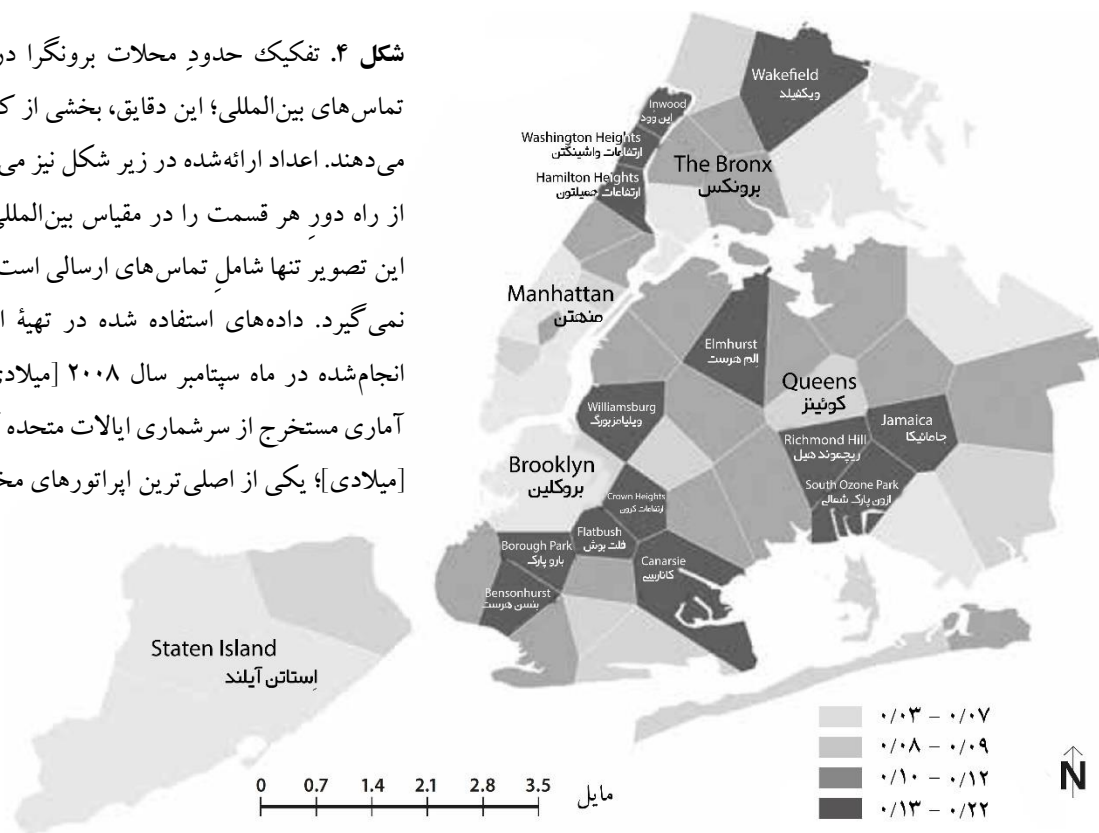 شکل ۴. تفکیک حدودِ محلات برونگرا در
تماس‌های بین‌المللی؛ این دقایق، بخشی از ک
می‌دهند. اعداد ارائه‌شده در زیر شکل نیز می
از راه دورِ هر قسمت را در مقیاس بین‌المللی
این تصویر تنها شاملِ تماس‌های ارسالی است
نمی‌گیرد. داده‌های استفاده شده در تهیهٔ ا
انجام‌شده در ماه سپتامبر سال ۲۰۰۸ [میلادی
آماری مستخرج از سرشماری ایالات متحده
[میلادی]؛ یکی از اصلی‌ترین اپراتورهای مخ
Wakefield
ویکفیلد
Inwood
این وود
Washington Heights
ارتفاعات واشینگتن
Hamilton Heights
ارتفاعات حمیلتون
The Bronx
برونکس
Manhattan
منهتن
Elmhurst
اِلم هرست
Queens
کوئینز
Williamsburg
ویلیامزبورگ
Jamaica
جامائیکا
Richmond Hill
ریچموند هیل
Brooklyn
بروکلین
South Ozone Park
ازون پارک شمالی
Crown Heights
ارتفاعات کرون
Flatbush
فلت بوش
Borough Park
بارو پارک
Canarsie
کانارسی
Bensonhurst
بنسن هرست
Staten Island
اِستاتن آیلند
۰/۰۳ – ۰/۰۷
۰/۰۸ – ۰/۰۹
۰/۱۰ – ۰/۱۲
۰/۱۳ – ۰/۲۲
0 0.7 1.4 2.1 2.8 3.5 مایل
N